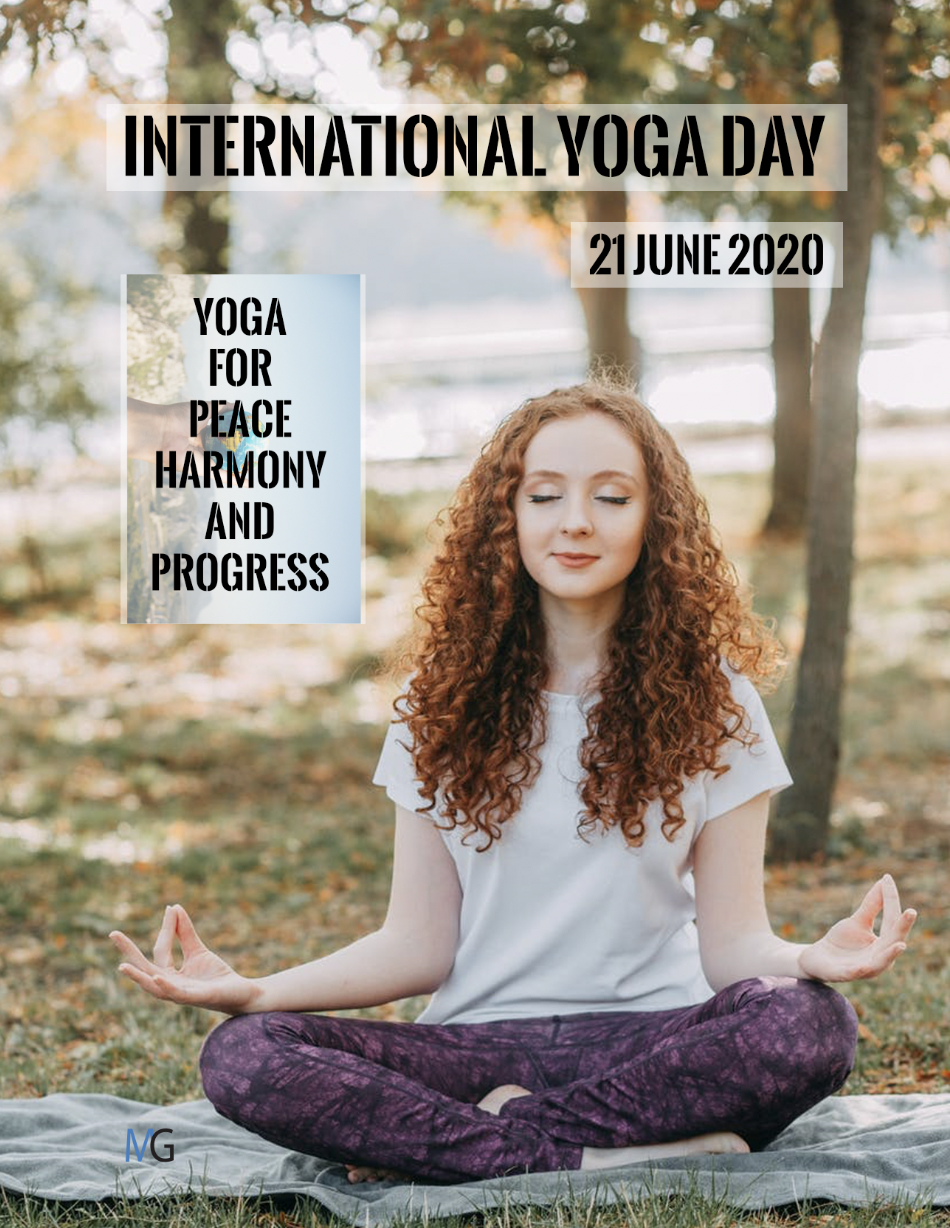 INTERNATIONAL YOGA DAY
21 JUNE 2020
YOGA
FOR
PEACE
HARMONY
AND
PROGRESS
MG